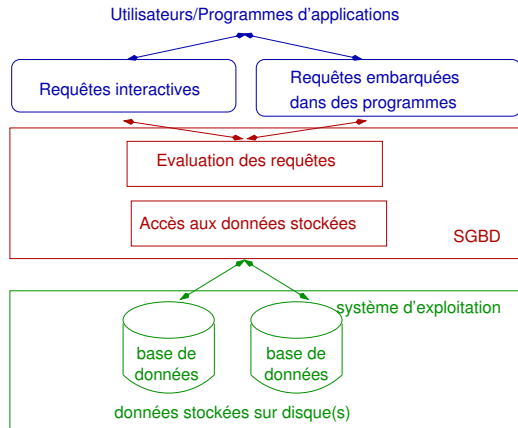 Utilisateurs/Programmes d'applications
Requêtes interactives
Requêtes embarquées
dans des programmes
Evaluation des requêtes
Accès aux données stockées
SGBD
système d'exploitation
base de
données
base de
données
données stockées sur disque(s)